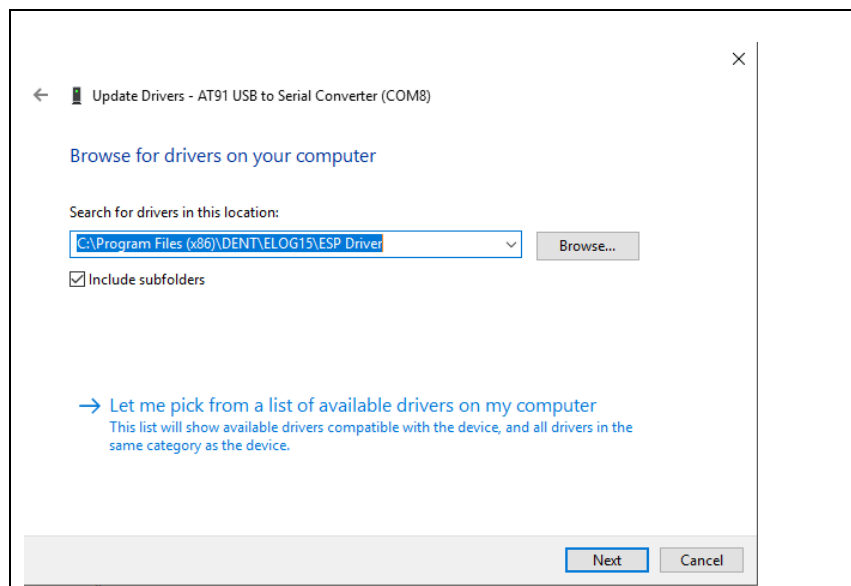 Update Drivers - AT91 USB to Serial Converter (COM8)
Browse for drivers on your computer
Search for drivers in this location:
C:\Program Files (x86)\DENT\ELOG15\ESP Driver
Browse...
Include subfolders
Let me pick from a list of available drivers on my computer
This list will show available drivers compatible with the device, and all drivers in the
same category as the device.
Next
Cancel